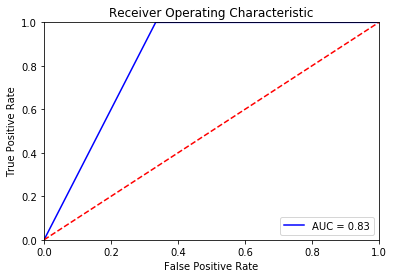 Receiver Operating Characteristic
1.0
0.8
0.6
0.4
0.2
0.0
True Positive Rate
AUC = 0.83
0.0 0.2 0.4 0.6 0.8 1.0
False Positive Rate